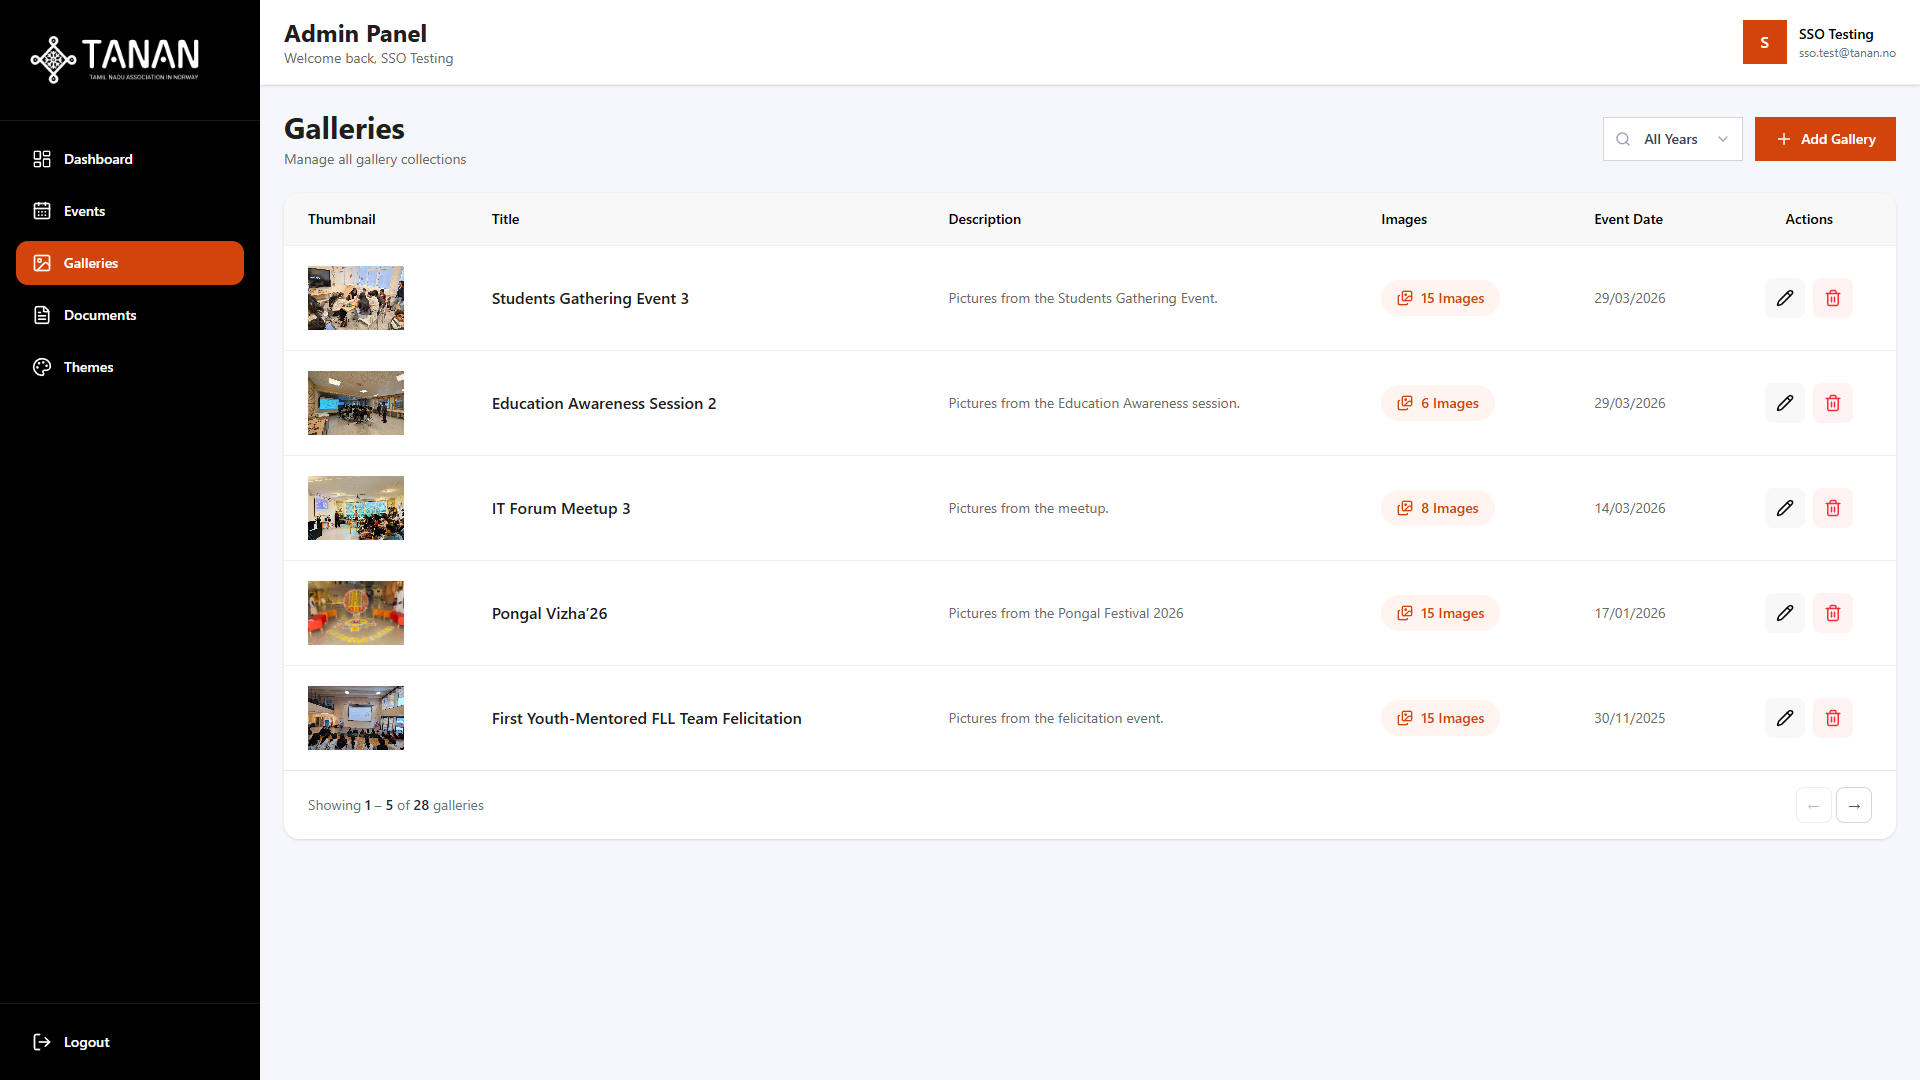 TANAN
TAMIL NADU ASSOCIATION IN NORWAY
Dashboard
Events
Galleries
Documents
Themes
Logout
Admin Panel
Welcome back, SSO Testing
S
SSO Testing
sso.test@tanan.no
Galleries
Manage all gallery collections
All Years
Add Gallery
Thumbnail Title Description Images Event Date Actions
Students Gathering Event 3 Pictures from the Students Gathering Event. 15 Images 29/03/2026
Education Awareness Session 2 Pictures from the Education Awareness session. 6 Images 29/03/2026
IT Forum Meetup 3 Pictures from the meetup. 8 Images 14/03/2026
Pongal Vizha’26 Pictures from the Pongal Festival 2026 15 Images 17/01/2026
First Youth-Mentored FLL Team Felicitation Pictures from the felicitation event. 15 Images 30/11/2025
Showing 1 – 5 of 28 galleries
← →